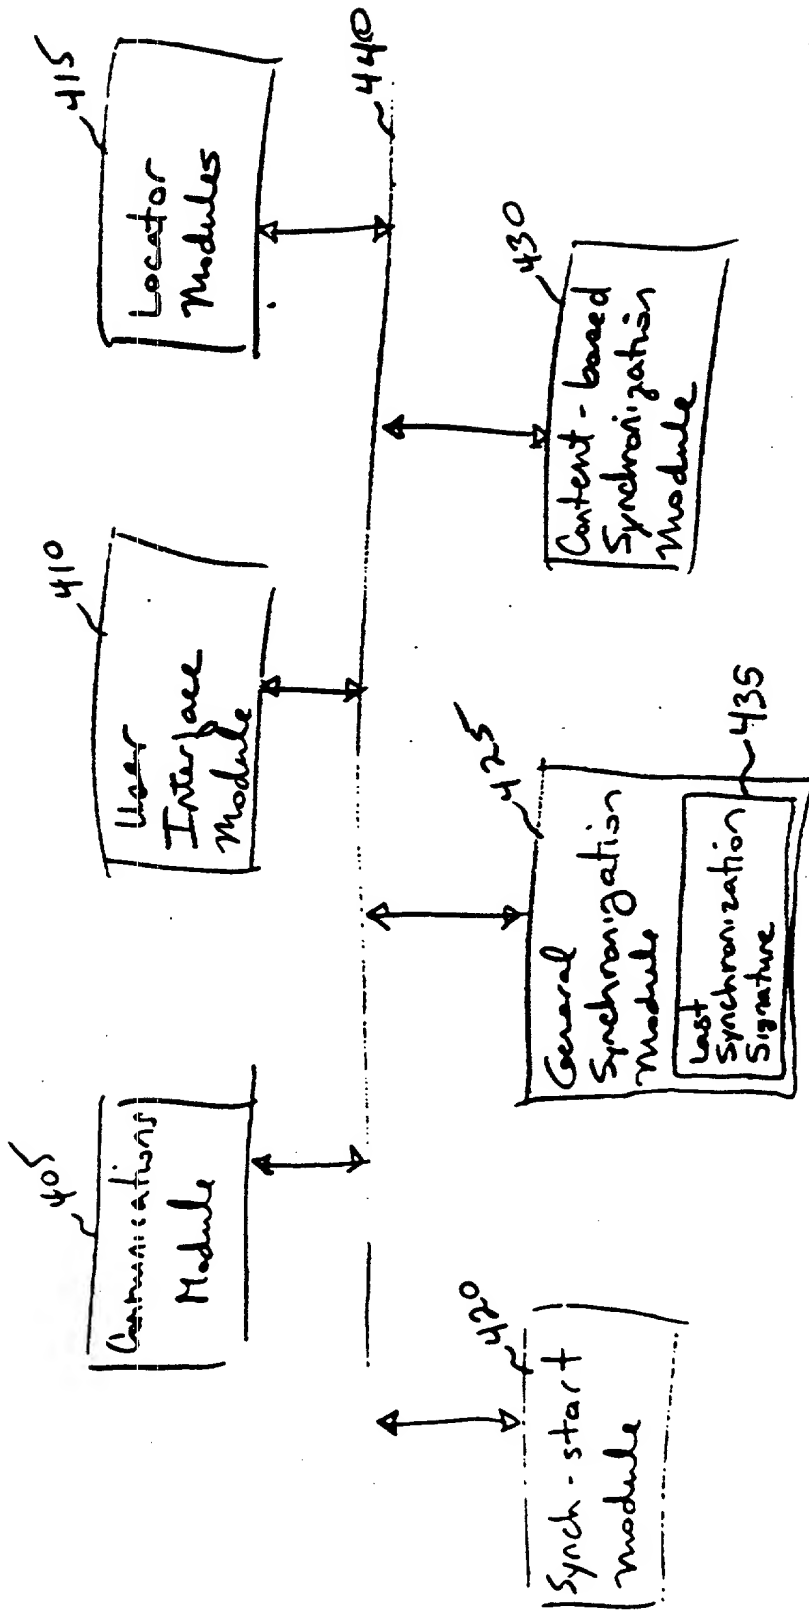 405
Communications
Module
410
User
Interface
Module
415
Locator
Modules
440
420
Synch-start
Module
425
General
Synchronization
Module
Last
Synchronization
Signature
435
430
Content-based
Synchronization
Module